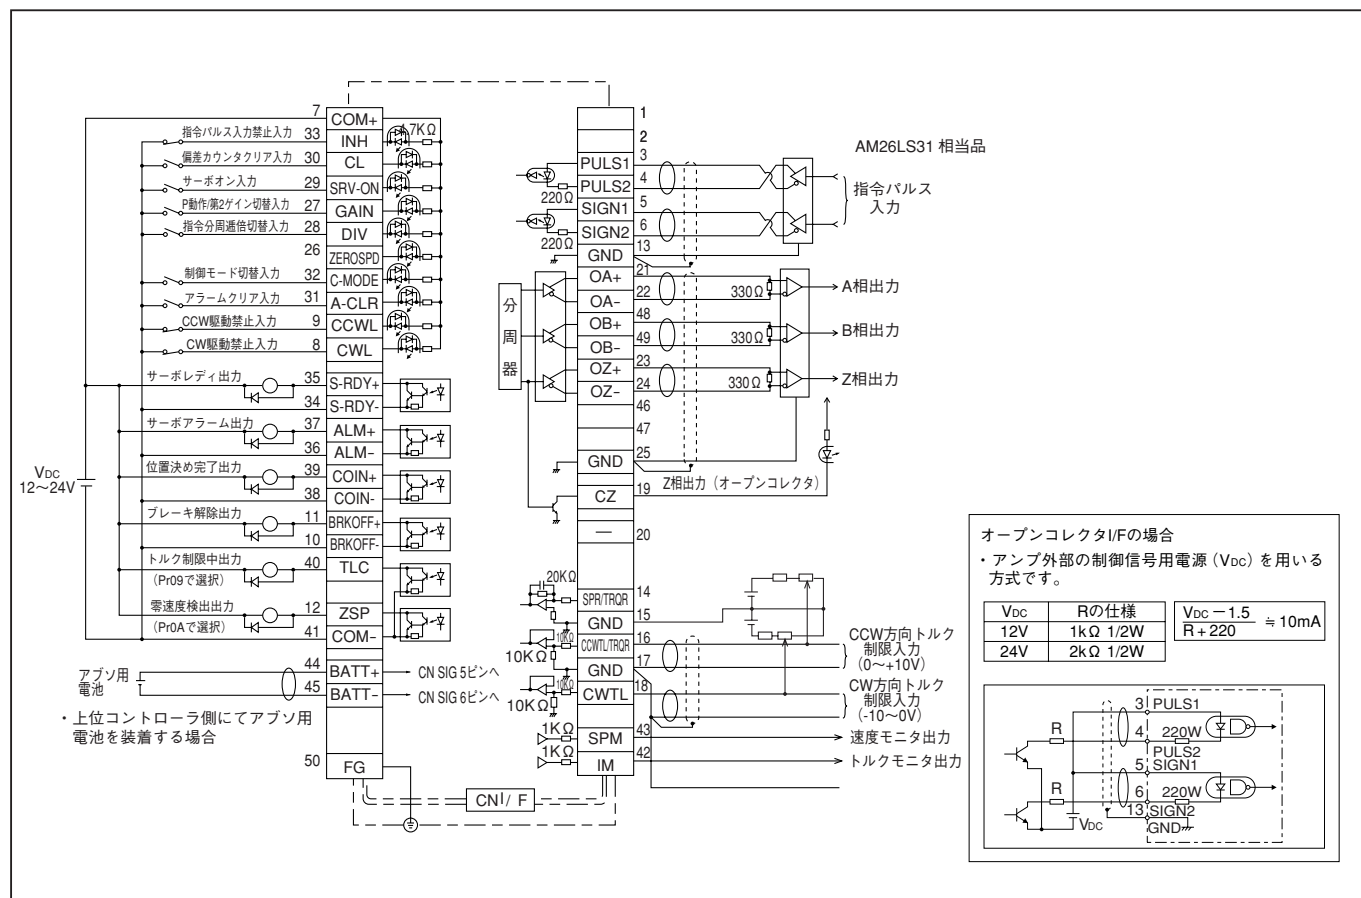 7
COM+
4.7KΩ
指令パルス入力禁止入力
33
INH
偏差カウンタクリア入力
30
CL
サーボオン入力
29
SRV-ON
P動作/第2ゲイン切替入力
27
GAIN
指令分周逓倍切替入力
28
DIV
26
ZEROSPD
制御モード切替入力
32
C-MODE
アラームクリア入力
31
A-CLR
CCW駆動禁止入力
9
CCWL
CW駆動禁止入力
8
CWL
サーボレディ出力
35
S-RDY+
34
S-RDY-
サーボアラーム出力
37
ALM+
36
ALM−
位置決め完了出力
39
COIN+
38
COIN-
ブレーキ解除出力
11
BRKOFF+
10
BRKOFF-
トルク制限中出力
(Pr09で選択)
40
TLC
零速度検出出力
(Pr0Aで選択)
12
ZSP
41
COM−
VDC
12〜24V
アブソ用
電池
44
BATT+
CN SIG 5ピンへ
45
BATT−
CN SIG 6ピンへ
・上位コントローラ側にてアブソ用
電池を装着する場合
50
FG
CNI/ F
1
2
3
PULS1
4
PULS2
220Ω
5
SIGN1
6
SIGN2
220Ω
13
GND
AM26LS31 相当品
指令パルス
入力
分
周
器
21
OA+
22
OA−
330Ω
A相出力
48
OB+
49
OB−
330Ω
B相出力
23
OZ+
24
OZ−
330Ω
Z相出力
46
47
25
GND
Z相出力(オープンコレクタ)
19
CZ
20
—
20KΩ
14
SPR/TRQR
15
GND
10KΩ
16
CCWTL/TRQR
10KΩ
17
GND
10KΩ
18
CWTL
10KΩ
CCW方向トルク
制限入力
(0〜+10V)
CW方向トルク
制限入力
(-10〜0V)
1KΩ
43
SPM
速度モニタ出力
1KΩ
42
IM
トルクモニタ出力
オープンコレクタI/Fの場合
・アンプ外部の制御信号用電源(VDC)を用いる
方式です。
VDC Rの仕様
12V 1kΩ 1/2W
24V 2kΩ 1/2W
VDC − 1.5
R + 220
≒ 10mA
3 PULS1
R
4 220W
PULS2
5 SIGN1
R
6 220W
13 SIGN2
VDC
GND